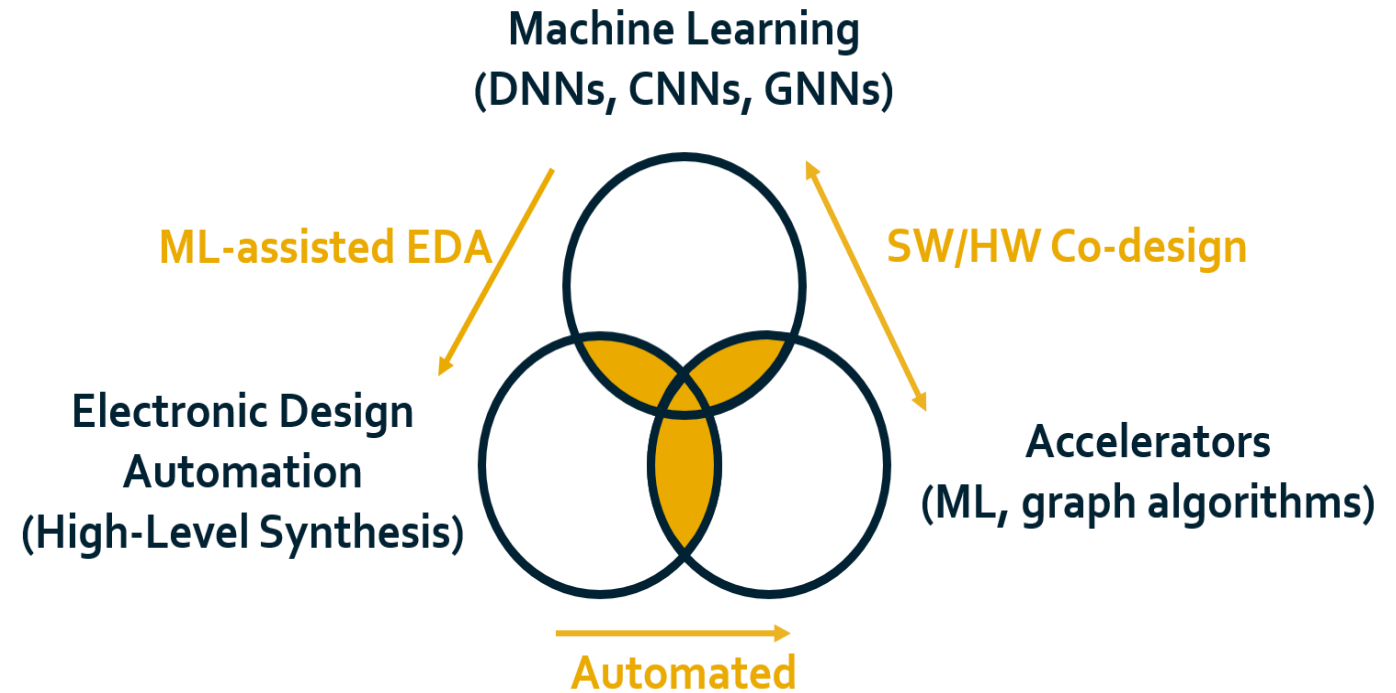 Machine Learning
(DNNs, CNNs, GNNs)
ML-assisted EDA
SW/HW Co-design
Electronic Design
Automation
(High-Level Synthesis)
Accelerators
(ML, graph algorithms)
Automated